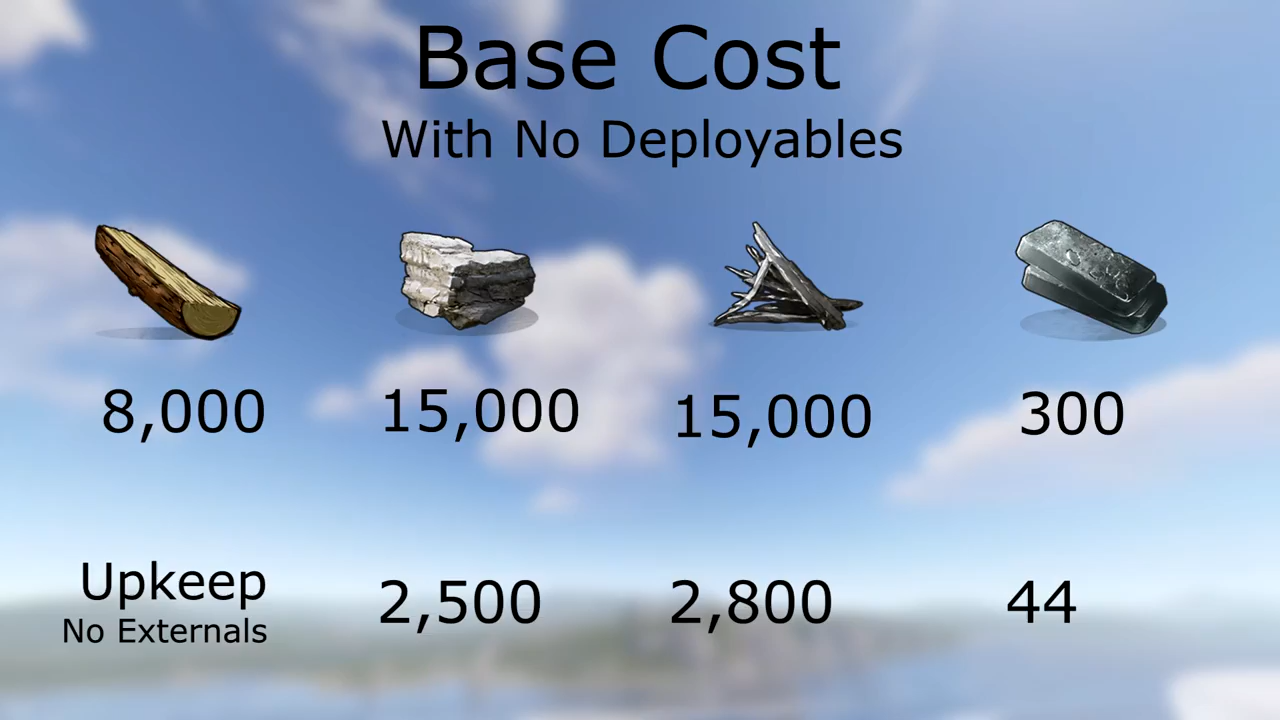 Base Cost
With No Deployables
8,000 15,000 15,000 300
Upkeep 2,500 2,800 44
No Externals